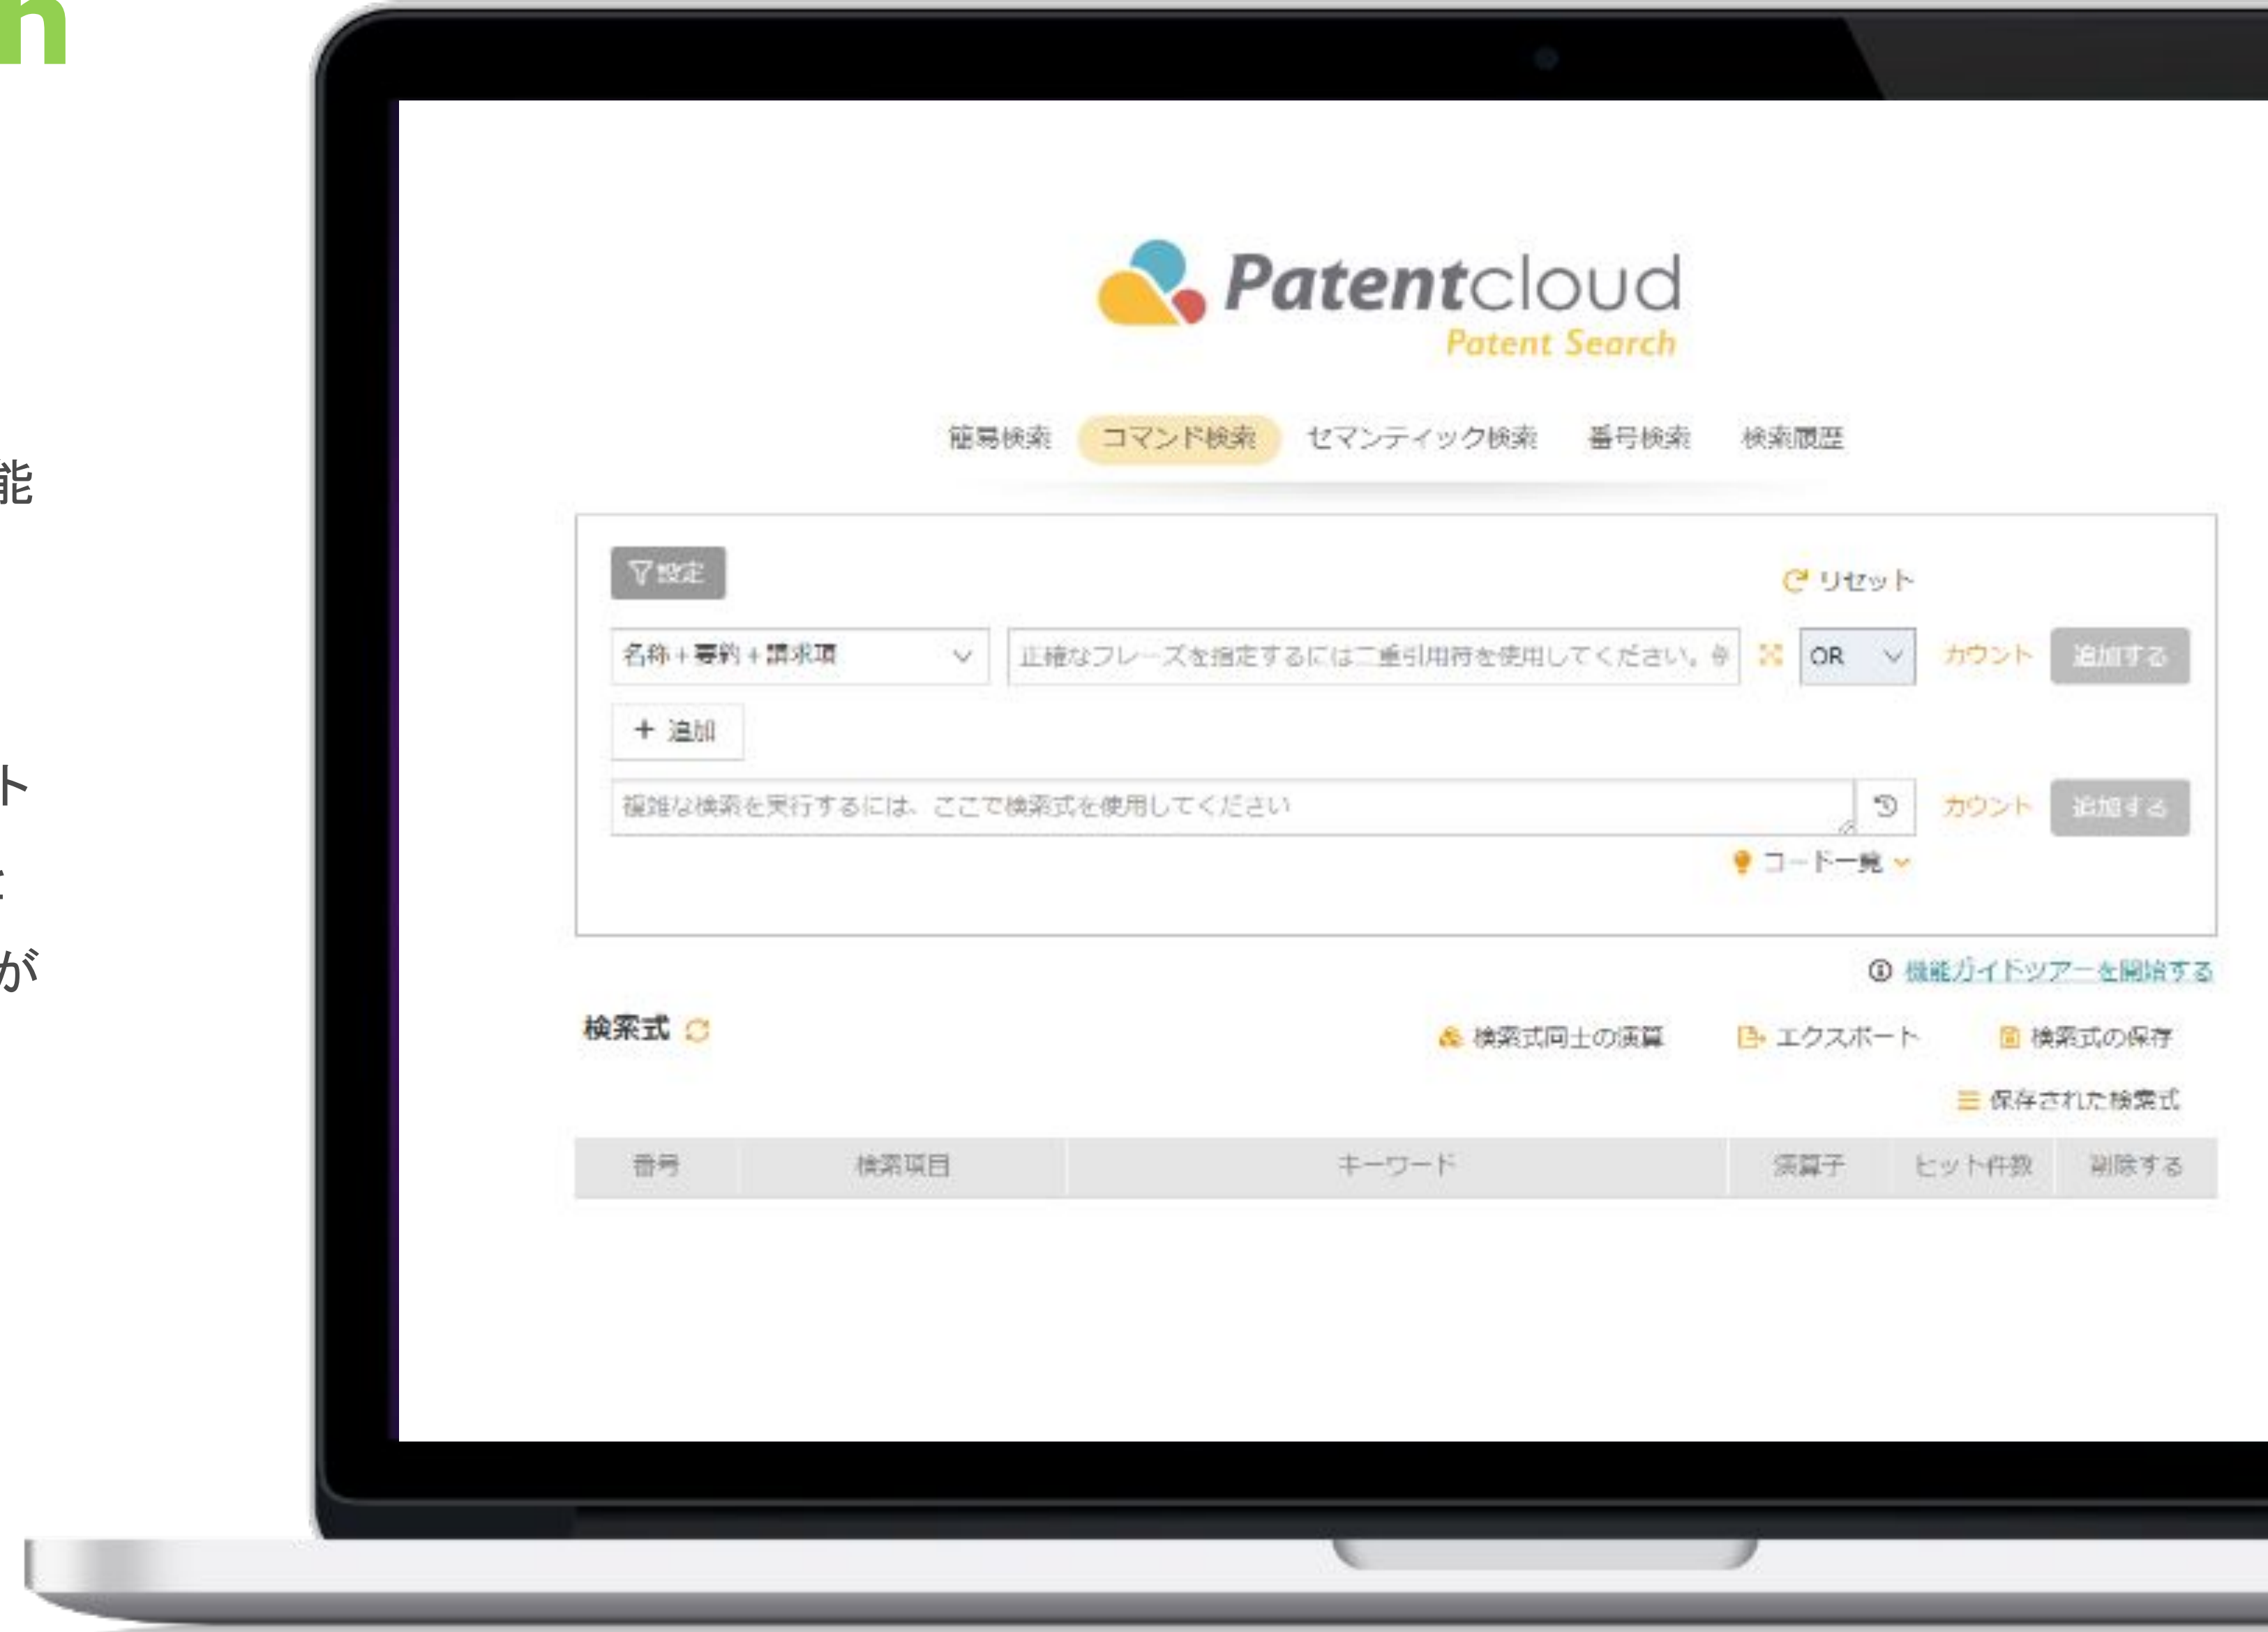 n
能
ト
が
Patentcloud
Patent Search
簡易検索 コマンド検索 セマンティック検索 番号検索 検索履歴
設定
リセット
名称+要約+請求項 正確なフレーズを指定するには二重引用符を使用してください。 OR カウント 追加する
+ 追加
複雑な検索を実行するには、ここで検索式を使用してください カウント 追加する
コード一覧
機能ガイドツアーを開始する
検索式 検索式同士の演算 エクスポート 検索式の保存
保存された検索式
番号 検索項目 キーワード 演算子 ヒット件数 削除する